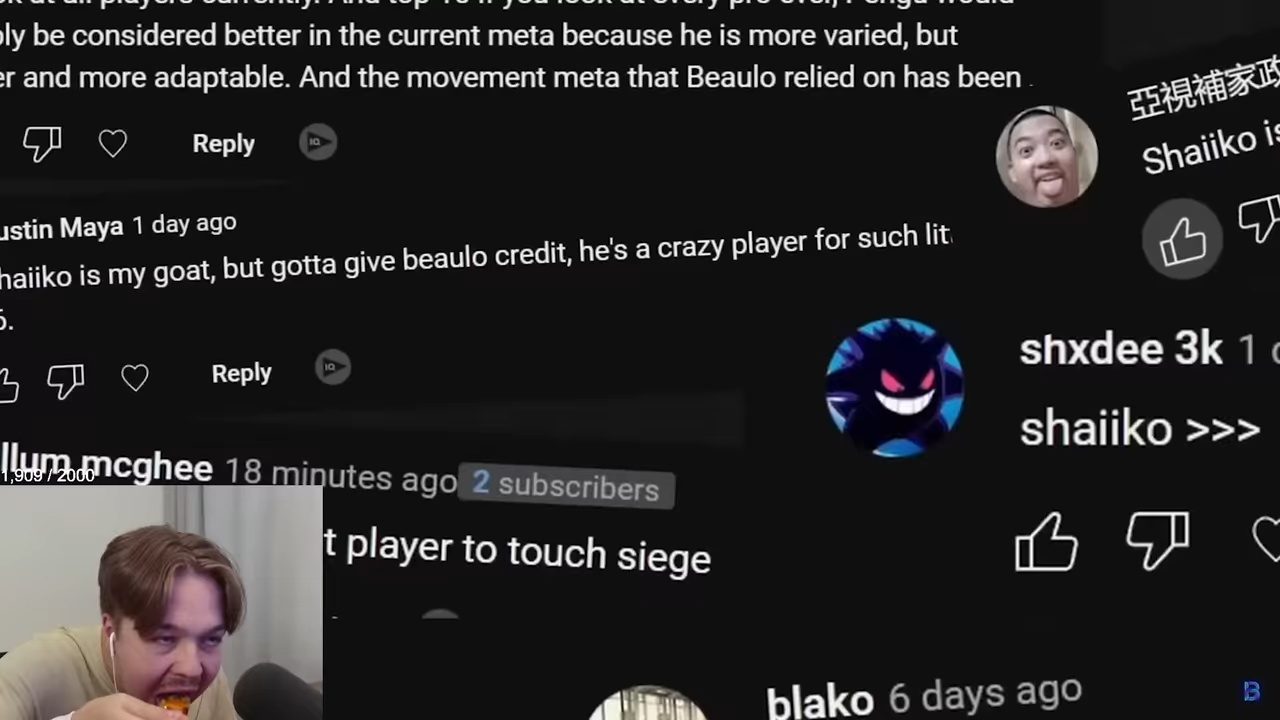 be considered better in the current meta because he is more varied, but
and more adaptable. And the movement meta that Beaulo relied on has been
Reply
亞視補家政
Shaiiko is
ustin Maya 1 day ago
haiiko is my goat, but gotta give beaulo credit, he's a crazy player for such lit
6.
Reply
shxdee 3k 1
shaiiko >>>
llum mcghee 18 minutes ago 2 subscribers
1,909 / 2000
t player to touch siege
blako 6 days ago
B